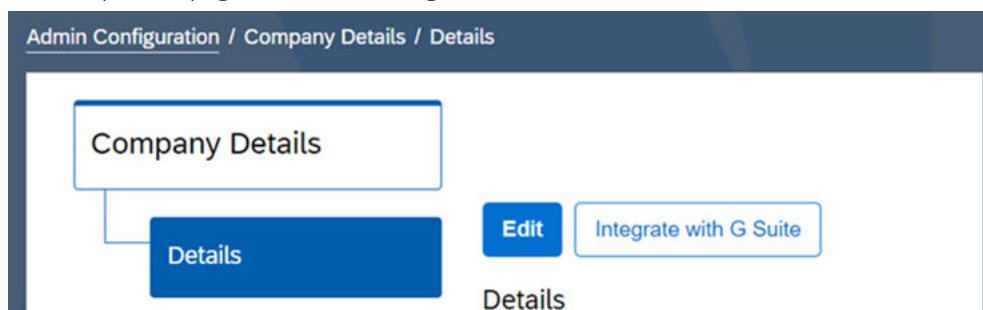 Admin Configuration / Company Details / Details
Company Details
Edit
Integrate with G Suite
Details
Details